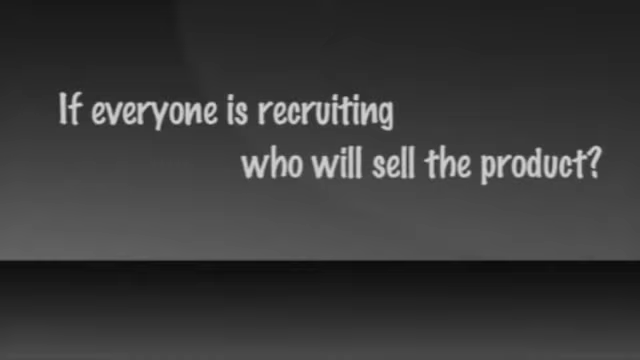 If everyone is recruiting
who will sell the product?